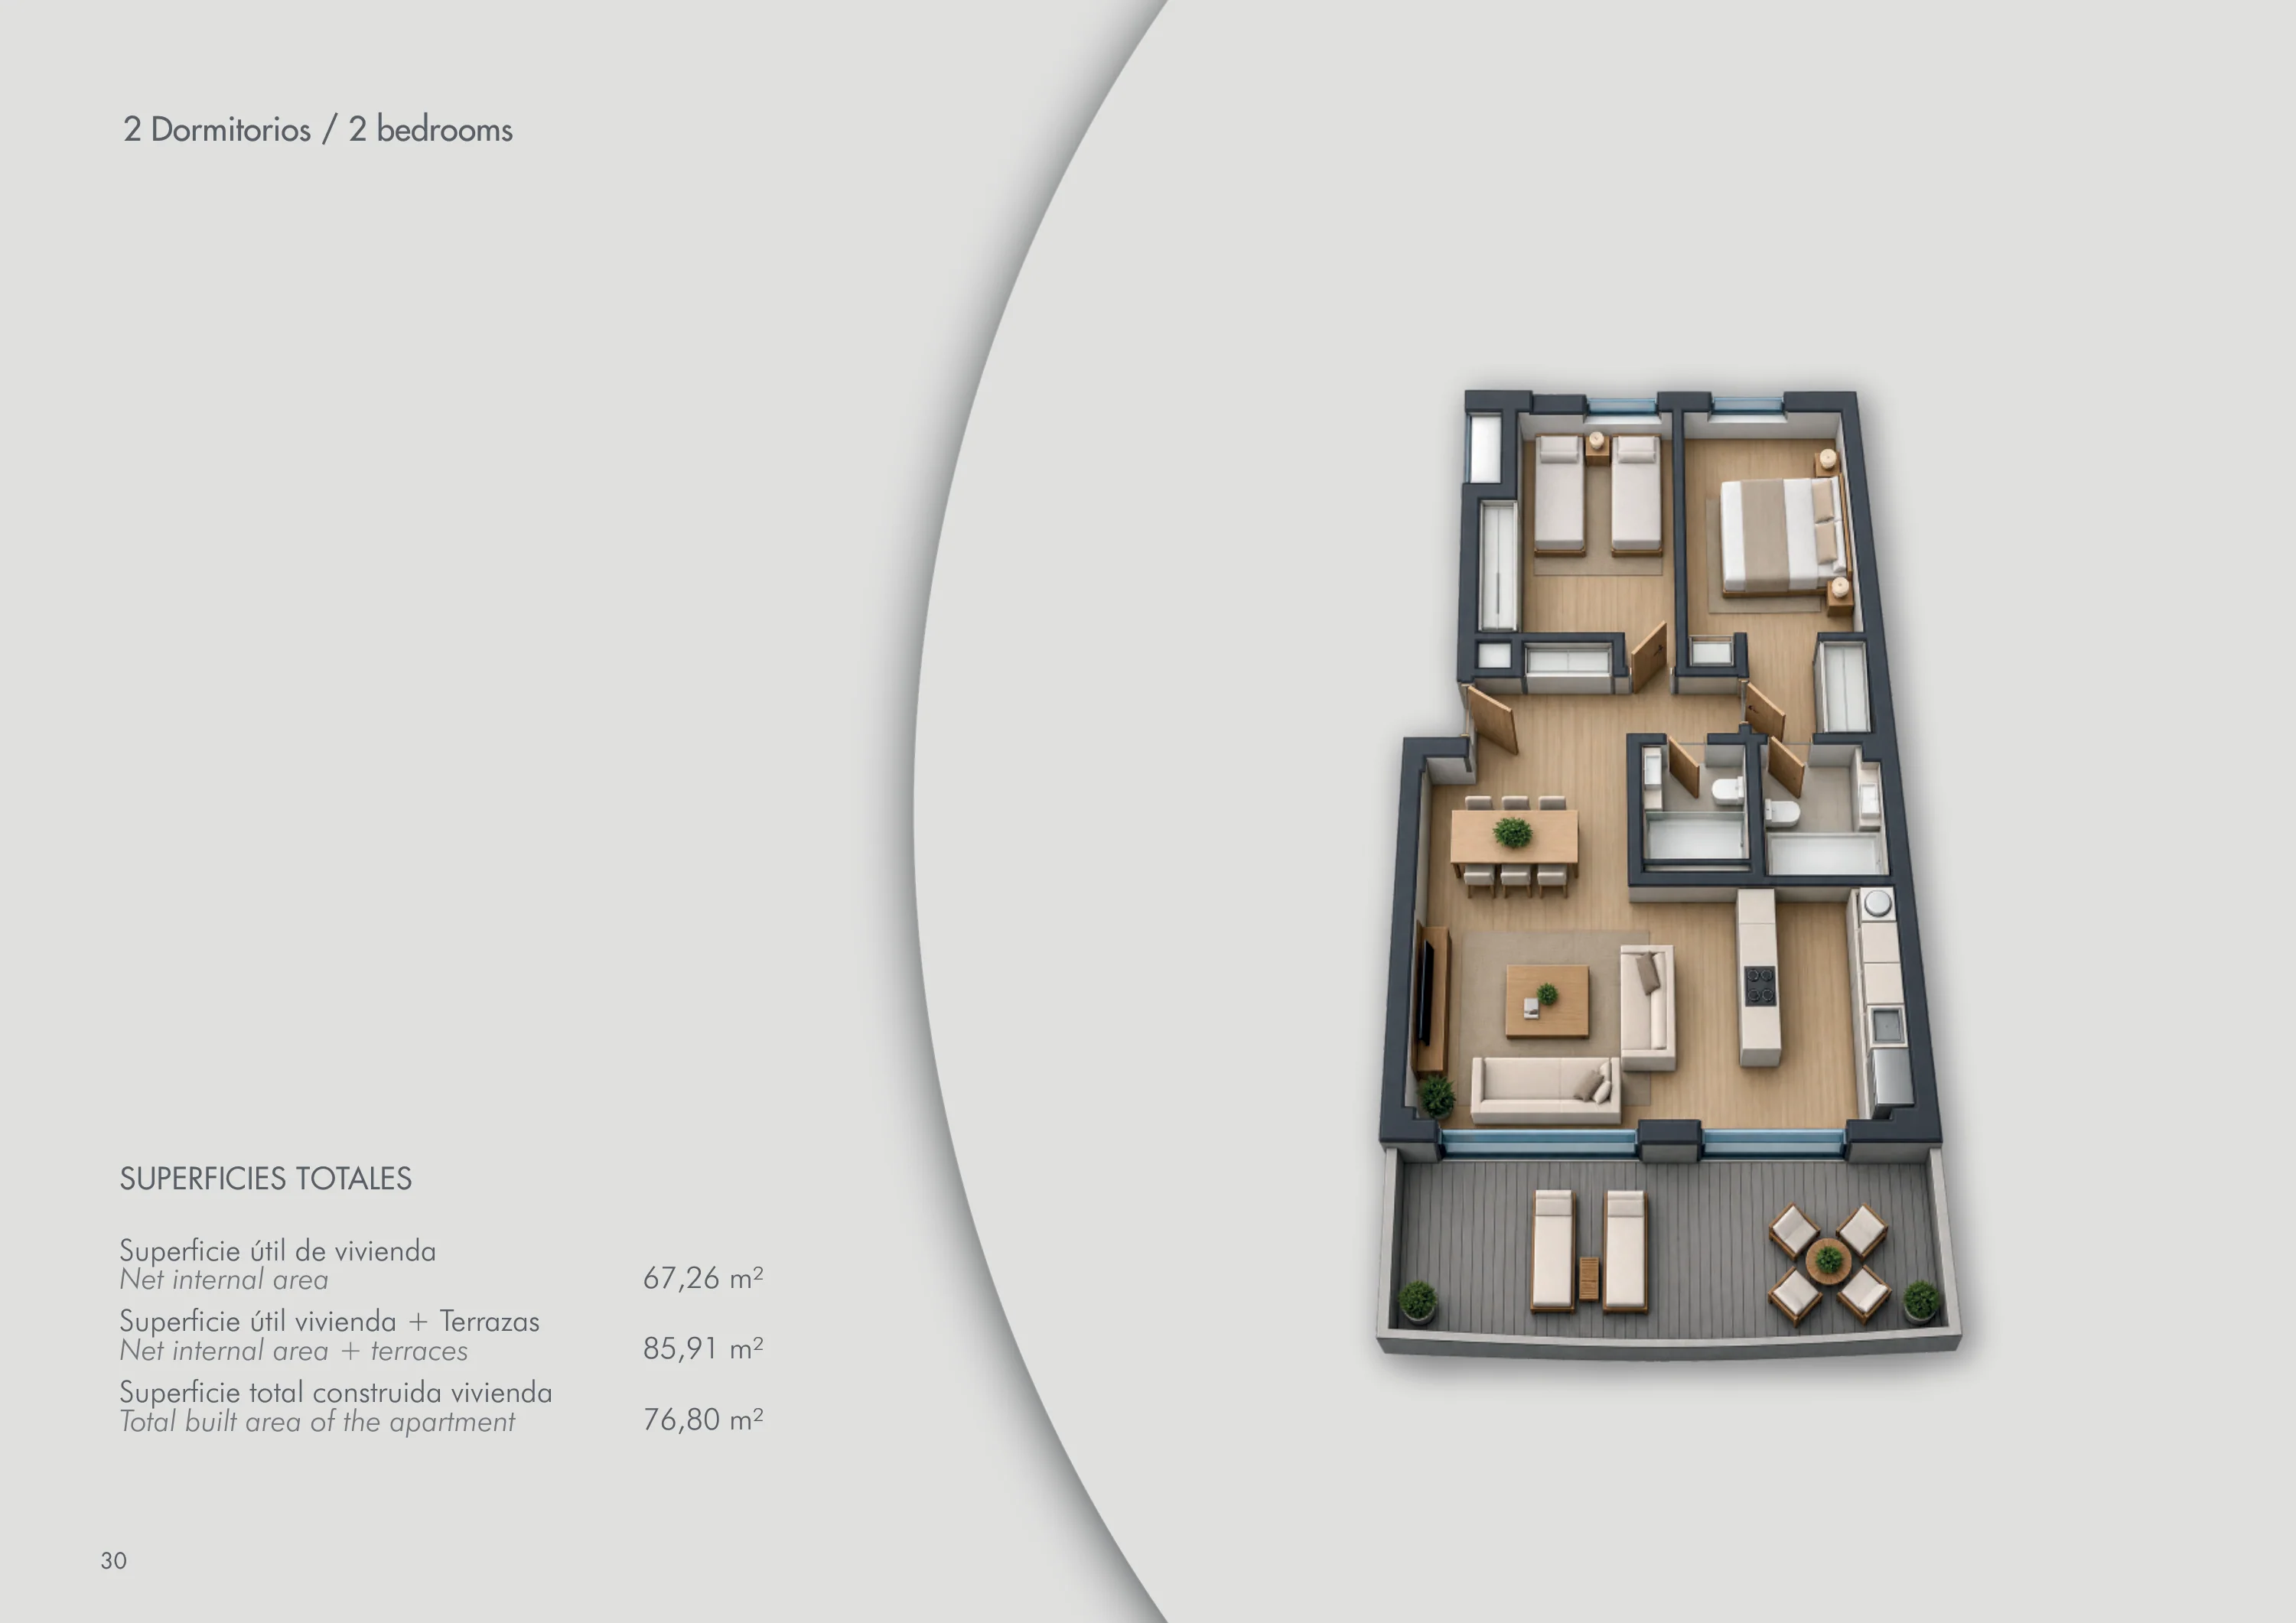 2 Dormitorios / 2 bedrooms
SUPERFICIES TOTALES
Superficie útil de vivienda
Net internal area 67,26 m²
Superficie útil vivienda + Terrazas
Net internal area + terraces 85,91 m²
Superficie total construida vivienda
Total built area of the apartment 76,80 m²
30